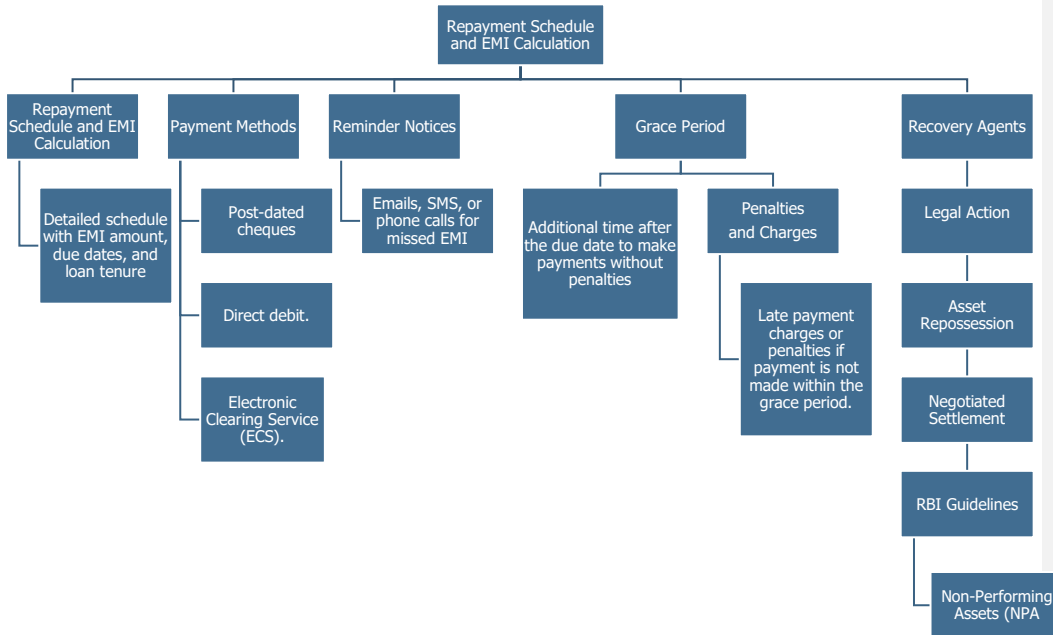 Repayment Schedule
and EMI Calculation
Repayment
Schedule and EMI
Calculation
Detailed schedule
with EMI amount,
due dates, and
loan tenure
Payment Methods
Post-dated
cheques
Direct debit.
Electronic
Clearing Service
(ECS).
Reminder Notices
Emails, SMS, or
phone calls for
missed EMI
Grace Period
Additional time after
the due date to make
payments without
penalties
Penalties
and Charges
Late payment
charges or
penalties if
payment is not
made within the
grace period.
Recovery Agents
Legal Action
Asset
Repossession
Negotiated
Settlement
RBI Guidelines
Non-Performing
Assets (NPA